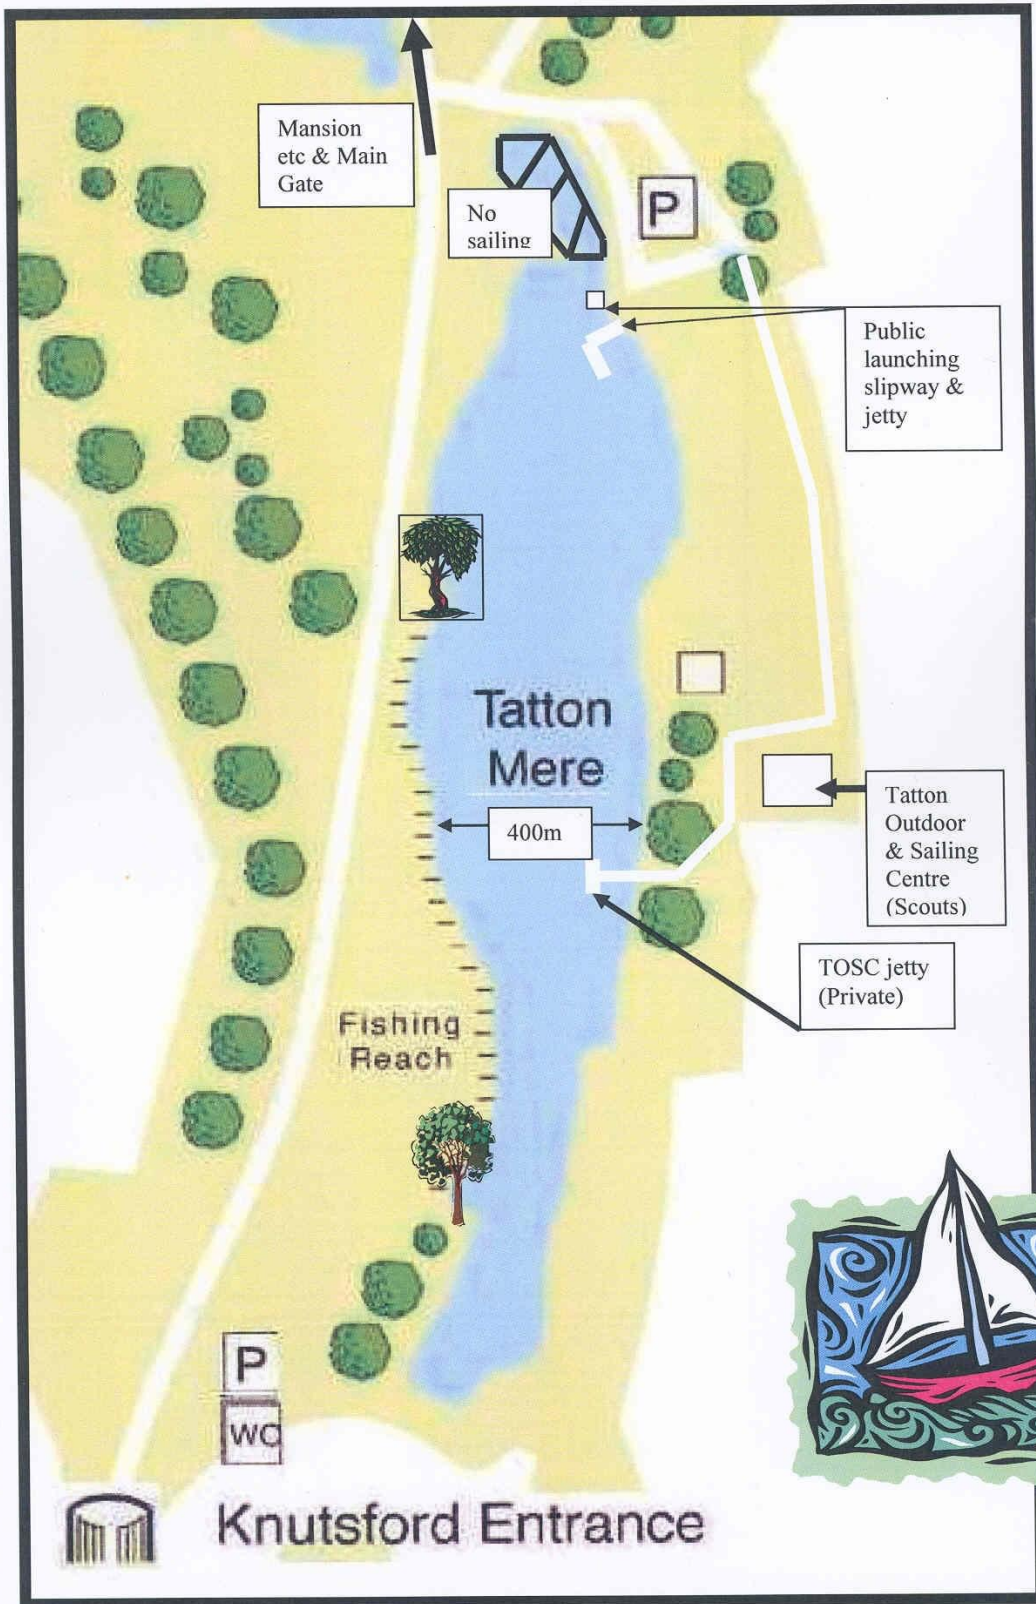 Mansion
etc & Main
Gate
No
sailing
P
Public
launching
slipway &
jetty
Tatton
Mere
400m
Tatton
Outdoor
& Sailing
Centre
(Scouts)
TOSC jetty
(Private)
Fishing
Reach
P
WC
Knutsford Entrance